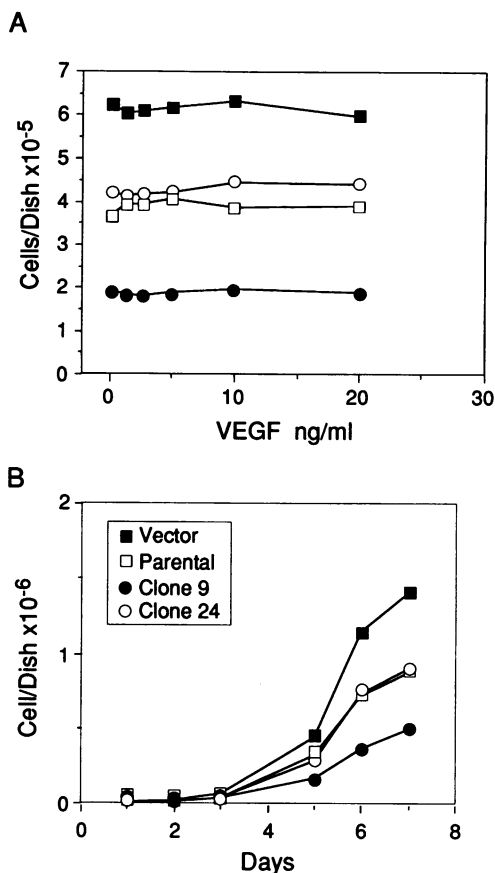 A
7
6
5
4
3
2
1
0
Cells/Dish x10-5
0 10 20 30
VEGF ng/ml
B
2
1
0
Cell/Dish x10-6
Vector
Parental
Clone 9
Clone 24
0 2 4 6 8
Days